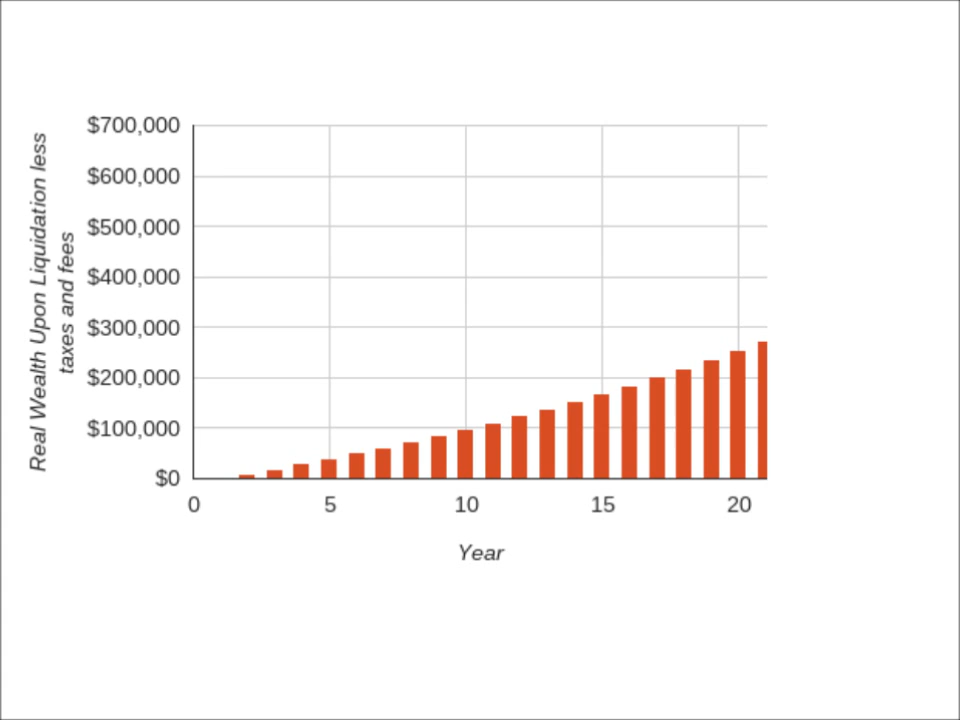 Real Wealth Upon Liquidation less
taxes and fees
$700,000
$600,000
$500,000
$400,000
$300,000
$200,000
$100,000
$0
0 5 10 15 20
Year